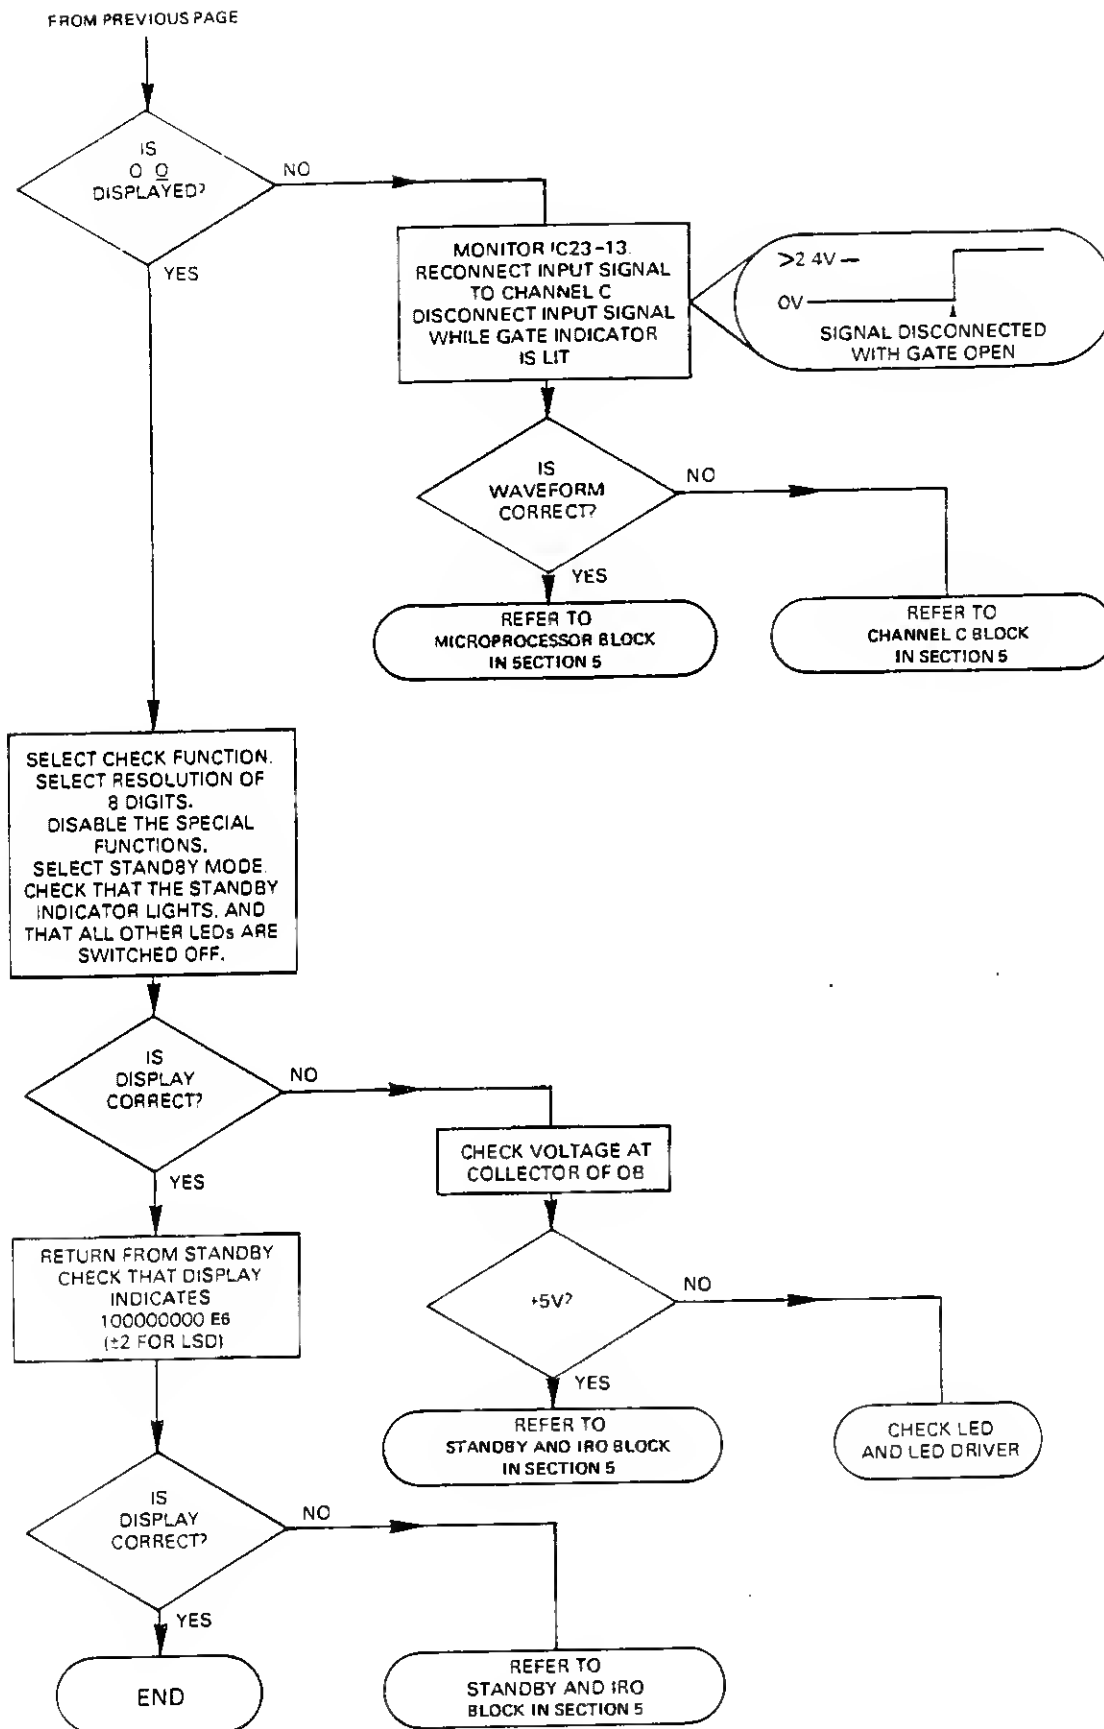 FROM PREVIOUS PAGE
IS
0 0
DISPLAYED?
NO
YES
MONITOR IC23-13.
RECONNECT INPUT SIGNAL
TO CHANNEL C
DISCONNECT INPUT SIGNAL
WHILE GATE INDICATOR
IS LIT
>2.4V
0V
SIGNAL DISCONNECTED
WITH GATE OPEN
IS
WAVEFORM
CORRECT?
NO
YES
REFER TO
MICROPROCESSOR BLOCK
IN SECTION 5
REFER TO
CHANNEL C BLOCK
IN SECTION 5
SELECT CHECK FUNCTION.
SELECT RESOLUTION OF
8 DIGITS.
DISABLE THE SPECIAL
FUNCTIONS.
SELECT STANDBY MODE.
CHECK THAT THE STANDBY
INDICATOR LIGHTS, AND
THAT ALL OTHER LEDs ARE
SWITCHED OFF.
IS
DISPLAY
CORRECT?
NO
YES
CHECK VOLTAGE AT
COLLECTOR OF Q8
RETURN FROM STANDBY
CHECK THAT DISPLAY
INDICATES
100000000 E6
(±2 FOR LSD)
+5V?
NO
YES
REFER TO
STANDBY AND IRQ BLOCK
IN SECTION 5
CHECK LED
AND LED DRIVER
IS
DISPLAY
CORRECT?
NO
YES
END
REFER TO
STANDBY AND IRQ
BLOCK IN SECTION 5